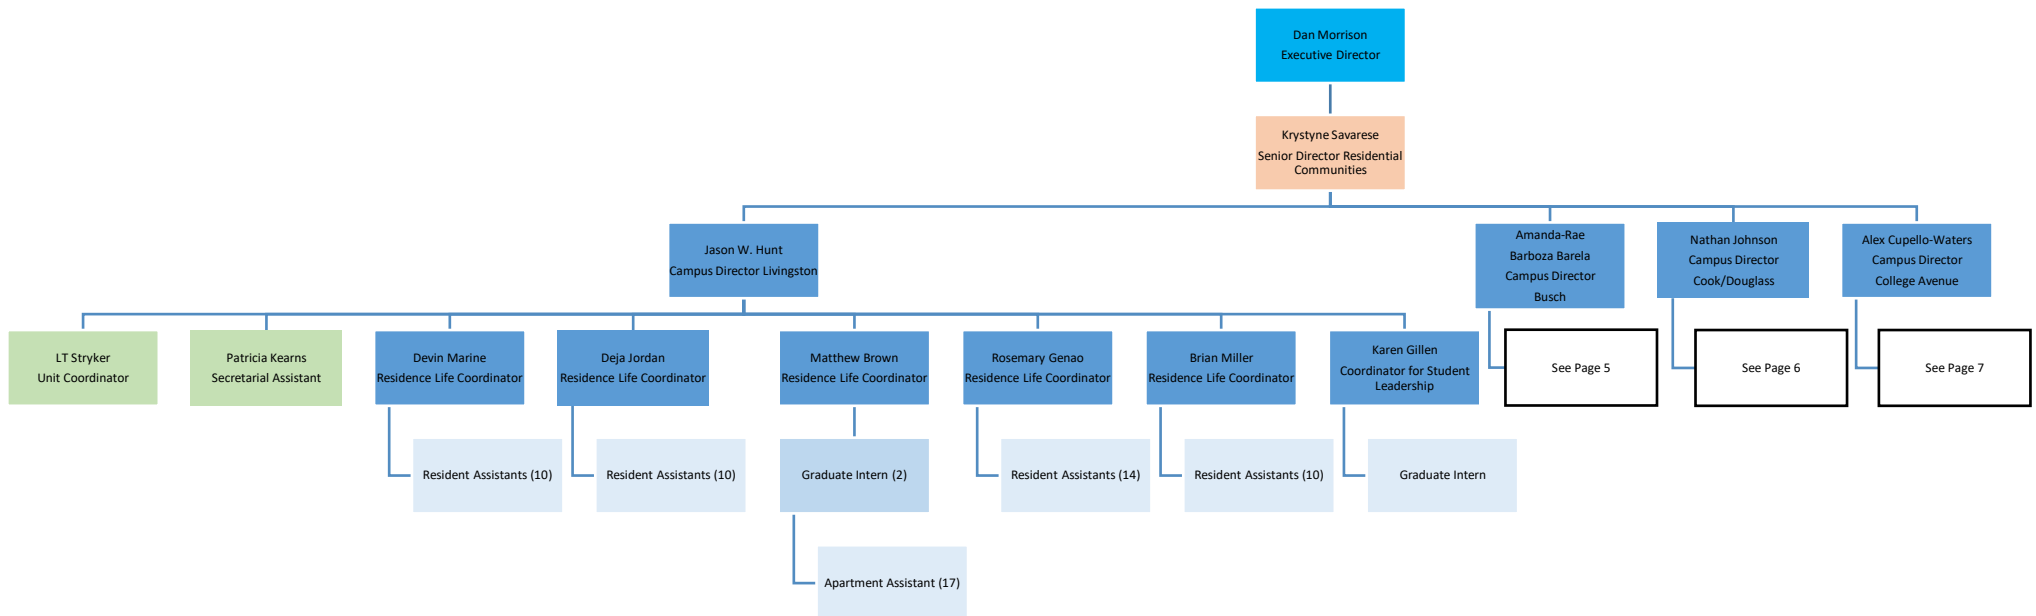 Dan Morrison
Executive Director
Krystyne Savarese
Senior Director Residential
Communities
Jason W. Hunt
Campus Director Livingston
Amanda-Rae
Barboza Barela
Campus Director
Busch
Nathan Johnson
Campus Director
Cook/Douglass
Alex Cupello-Waters
Campus Director
College Avenue
LT Stryker
Unit Coordinator
Patricia Kearns
Secretarial Assistant
Devin Marine
Residence Life Coordinator
Deja Jordan
Residence Life Coordinator
Matthew Brown
Residence Life Coordinator
Rosemary Genao
Residence Life Coordinator
Brian Miller
Residence Life Coordinator
Karen Gillen
Coordinator for Student
Leadership
See Page 5
See Page 6
See Page 7
Resident Assistants (10)
Resident Assistants (10)
Graduate Intern (2)
Resident Assistants (14)
Resident Assistants (10)
Graduate Intern
Apartment Assistant (17)